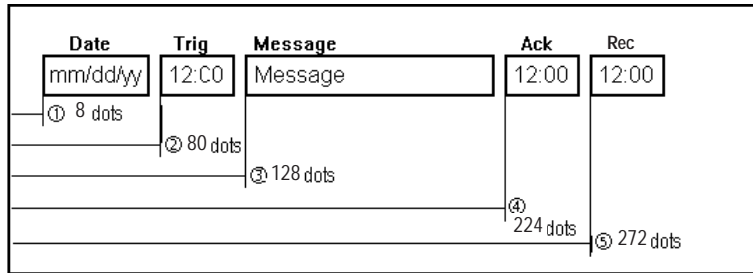 Date Trig Message Ack Rec
mm/dd/yy 12:C0 Message 12:00 12:00
① 8 dots
② 80 dots
③ 128 dots
④
224 dots
⑤ 272 dots